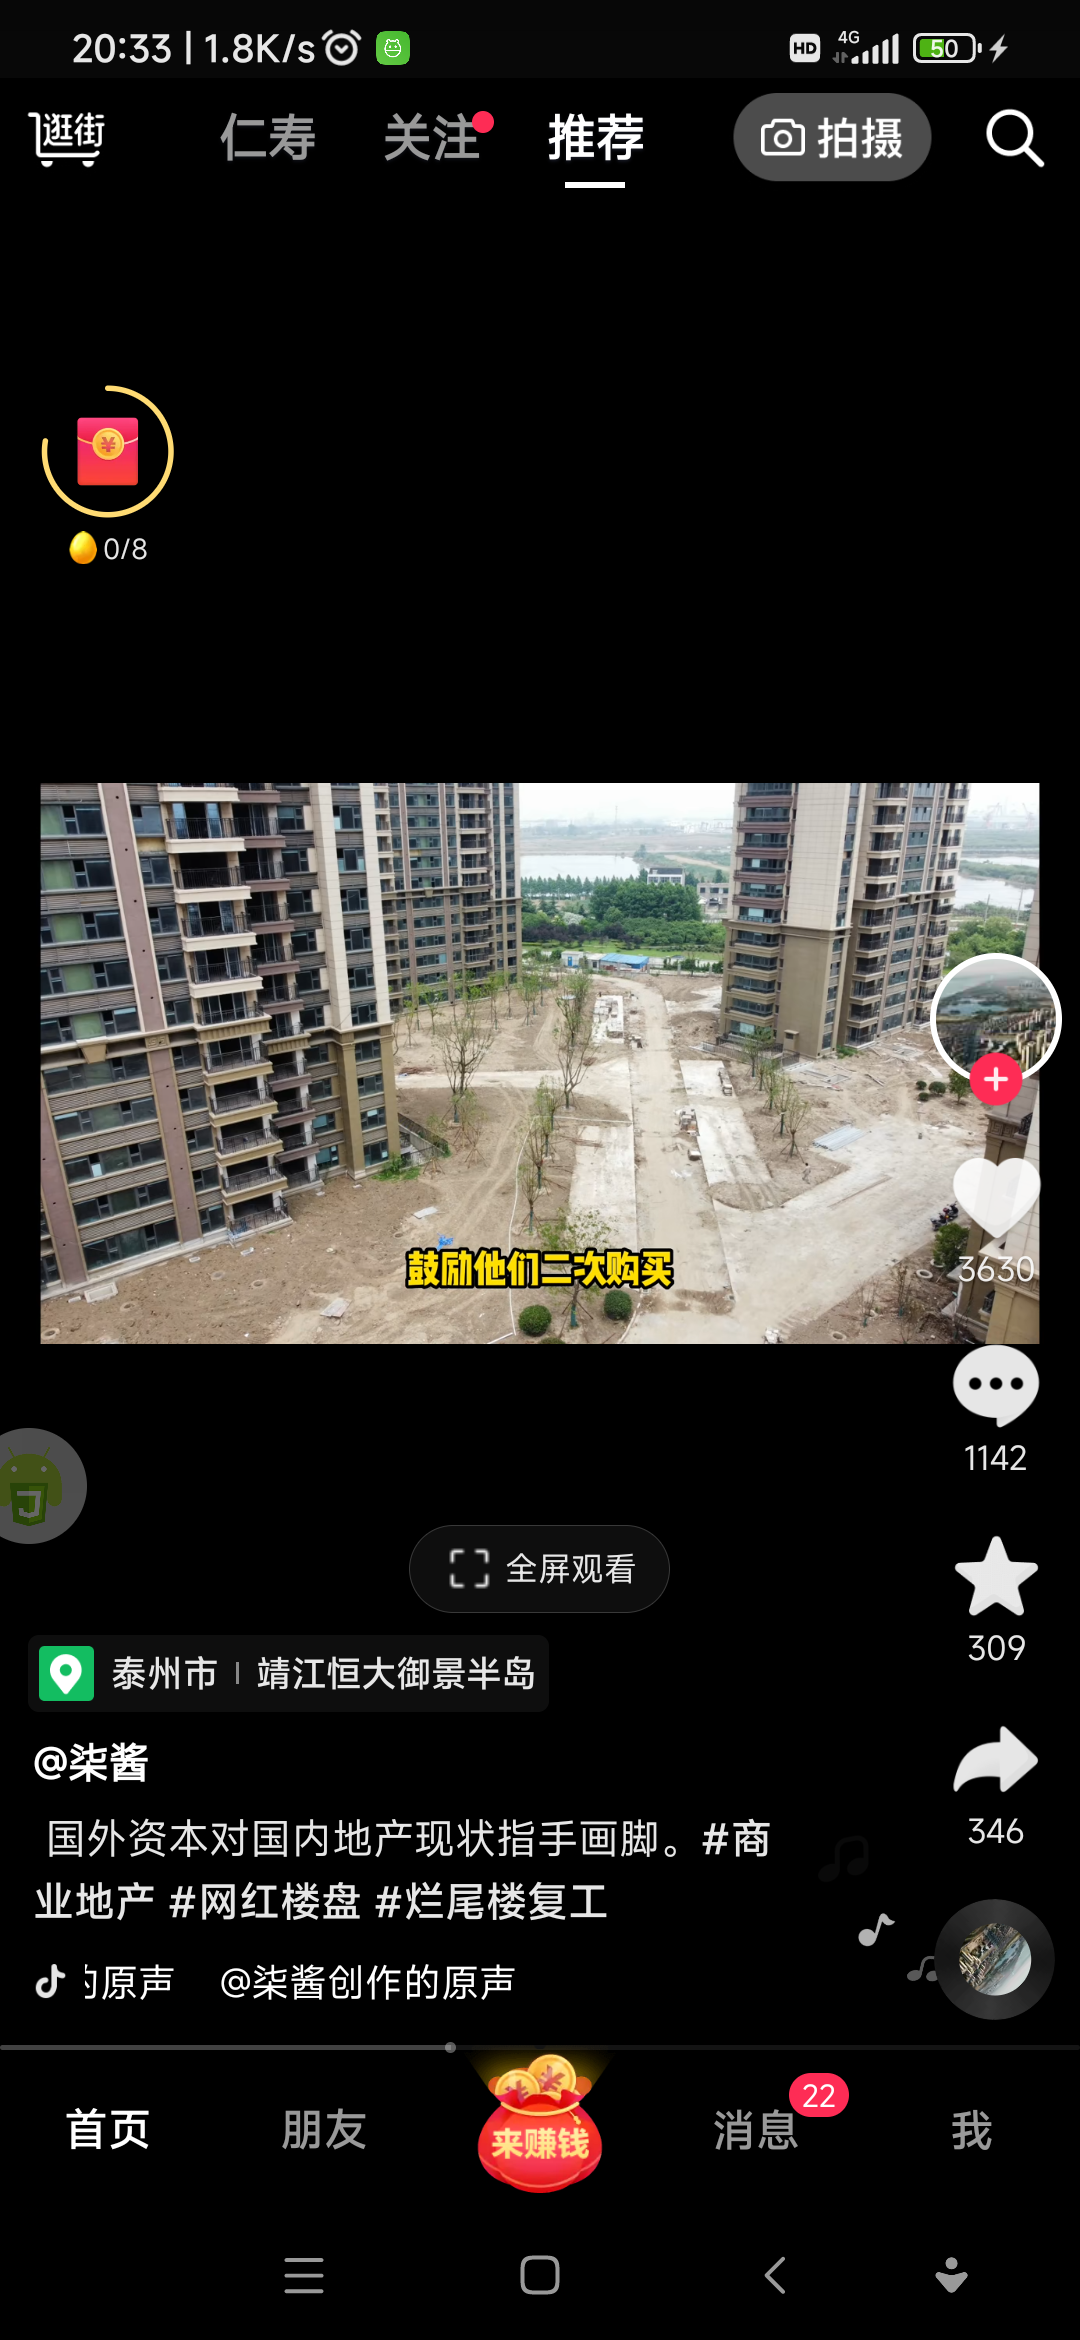 20:33 | 1.8K/s
HD 4G 50
逛街 仁寿 关注 推荐 拍摄
¥
0/8
鼓励他们二次购买
3630
1142
全屏观看
309
泰州市 | 靖江恒大御景半岛
@柒酱
国外资本对国内地产现状指手画脚。#商
346
业地产 #网红楼盘 #烂尾楼复工
的原声 @柒酱创作的原声
首页 朋友 来赚钱 消息 22 我